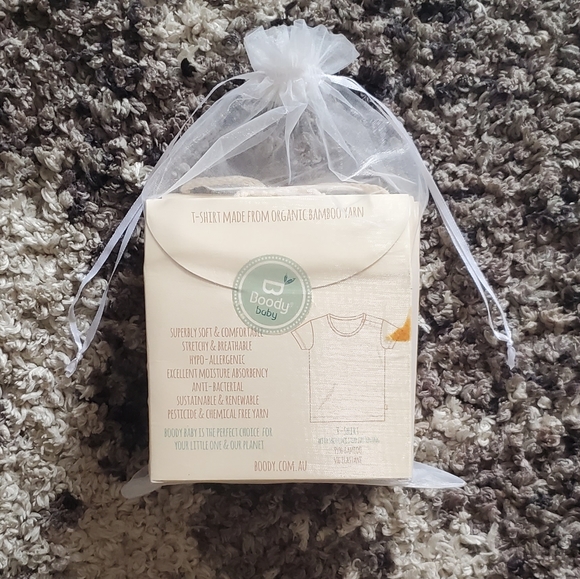 T-SHIRT MADE FROM ORGANIC BAMBOO YARN
Boody
baby
SUPERBLY SOFT & COMFORTABLE
STRETCHY & BREATHABLE
HYPO-ALLERGENIC
EXCELLENT MOISTURE ABSORBENCY
ANTI-BACTERIAL
SUSTAINABLE & RENEWABLE
PESTICIDE & CHEMICAL FREE YARN
BOODY BABY IS THE PERFECT CHOICE FOR
YOUR LITTLE ONE & OUR PLANET
T-SHIRT
BOODY.COM.AU